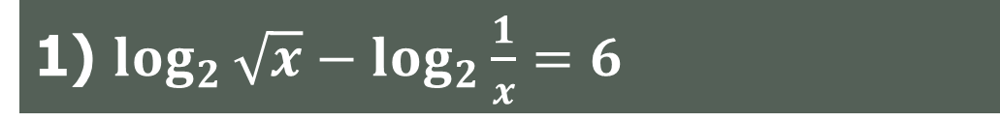 1) log₂ √x − log₂ 1/x = 6